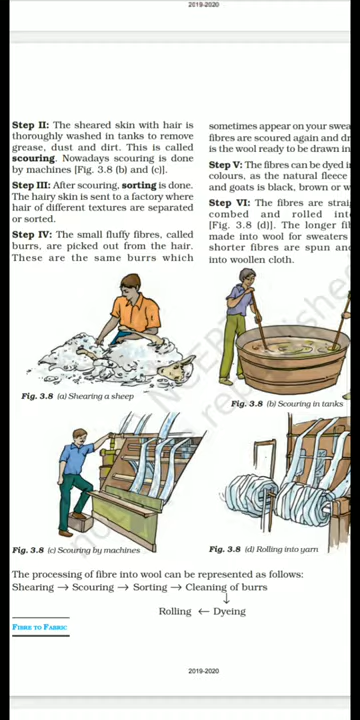 2019-2020
Step II: The sheared skin with hair is
thoroughly washed in tanks to remove
grease, dust and dirt. This is called
scouring. Nowadays scouring is done
by machines [Fig. 3.8 (b) and (c)].
Step III: After scouring, sorting is done.
The hairy skin is sent to a factory where
hair of different textures are separated
or sorted.
Step IV: The small fluffy fibres, called
burrs, are picked out from the hair.
These are the same burrs which
sometimes appear on your swea
fibres are scoured again and dr
is the wool ready to be drawn in
Step V: The fibres can be dyed i
colours, as the natural fleece
and goats is black, brown or w
Step VI: The fibres are strai
combed and rolled int
[Fig. 3.8 (d)]. The longer fi
made into wool for sweaters
shorter fibres are spun an
into woollen cloth.
Fig. 3.8 (a) Shearing a sheep
Fig. 3.8 (b) Scouring in tanks
Fig. 3.8 (c) Scouring by machines
Fig. 3.8 (d) Rolling into yarn
The processing of fibre into wool can be represented as follows:
Shearing → Scouring → Sorting → Cleaning of burrs
↓
Rolling ← Dyeing
FIBRE TO FABRIC
2019-2020